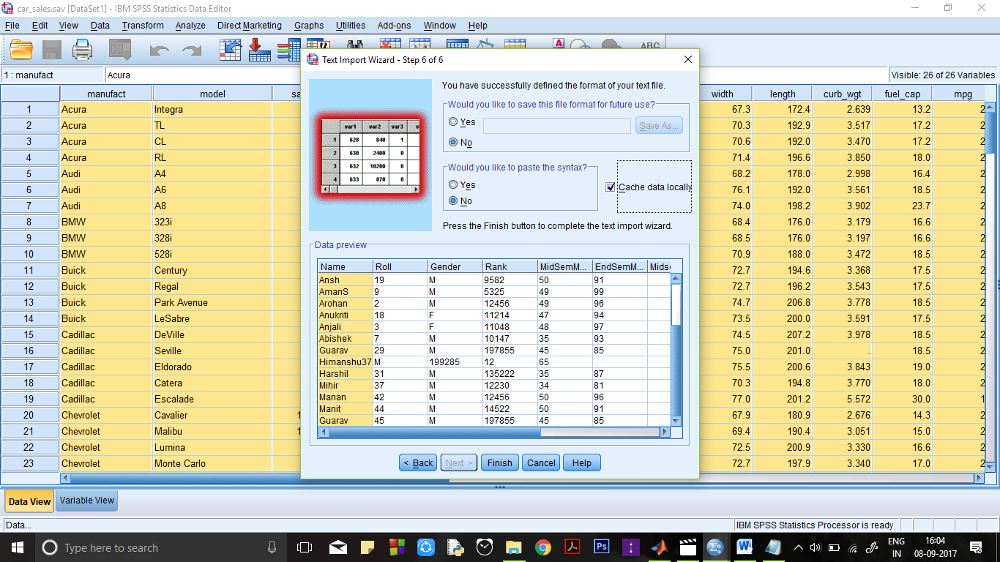 car_sales.sav [DataSet1] - IBM SPSS Statistics Data Editor
File Edit View Data Transform Analyze Direct Marketing Graphs Utilities Add-ons Window Help
1 : manufact Acura Visible: 26 of 26 Variables
manufact model sa width length curb_wgt fuel_cap mpg
1 Acura Integra 67.3 172.4 2.639 13.2 2
2 Acura TL 70.3 192.9 3.517 17.2 2
3 Acura CL 70.6 192.0 3.470 17.2 2
4 Acura RL 71.4 196.6 3.850 18.0 2
5 Audi A4 68.2 178.0 2.998 16.4 2
6 Audi A6 76.1 192.0 3.561 18.5 2
7 Audi A8 74.0 198.2 3.902 23.7 2
8 BMW 323i 68.4 176.0 3.179 16.6 2
9 BMW 328i 68.5 176.0 3.197 16.6 2
10 BMW 528i 70.9 188.0 3.472 18.5 2
11 Buick Century 72.7 194.6 3.368 17.5 2
12 Buick Regal 72.7 196.2 3.543 17.5 2
13 Buick Park Avenue 74.7 206.8 3.778 18.5 2
14 Buick LeSabre 73.5 200.0 3.591 17.5 2
15 Cadillac DeVille 74.5 207.2 3.978 18.5 2
16 Cadillac Seville 75.0 201.0 . 18.5 2
17 Cadillac Eldorado 75.5 200.6 3.843 19.0 2
18 Cadillac Catera 70.3 194.8 3.770 18.0 2
19 Cadillac Escalade 77.0 201.2 5.572 30.0 1
20 Chevrolet Cavalier 1 67.9 180.9 2.676 14.3 2
21 Chevrolet Malibu 1 69.4 190.4 3.051 15.0 2
22 Chevrolet Lumina 72.5 200.9 3.330 16.6 2
23 Chevrolet Monte Carlo 72.7 197.9 3.340 17.0 2
Text Import Wizard - Step 6 of 6
var1 var2 var3 v
1 628 840 1
2 630 2400 0
3 632 10200 0
4 633 870 0
You have successfully defined the format of your text file.
Would you like to save this file format for future use?
Yes Save As...
No
Would you like to paste the syntax?
Yes
Cache data locally
No
Press the Finish button to complete the text import wizard.
Data preview
Name Roll Gender Rank MidSemM... EndSemM... Midse
Ansh 19 M 9582 50 91
AmanS 9 M 5325 49 99
Arohan 2 M 12456 49 96
Anukriti 18 F 11214 47 94
Anjali 3 F 11048 48 97
Abishek 7 M 10147 35 93
Guarav 29 M 197855 45 85
Himanshu37 M 199285 12 65
Harshil 31 M 135222 35 87
Mihir 37 M 12230 34 81
Manan 42 M 12456 50 96
Manit 44 M 14522 50 91
Guarav 45 M 197855 45 85
< Back Next > Finish Cancel Help
Data View Variable View
Data... IBM SPSS Statistics Processor is ready
Type here to search
Ps
ENG
IN
16:04
08-09-2017